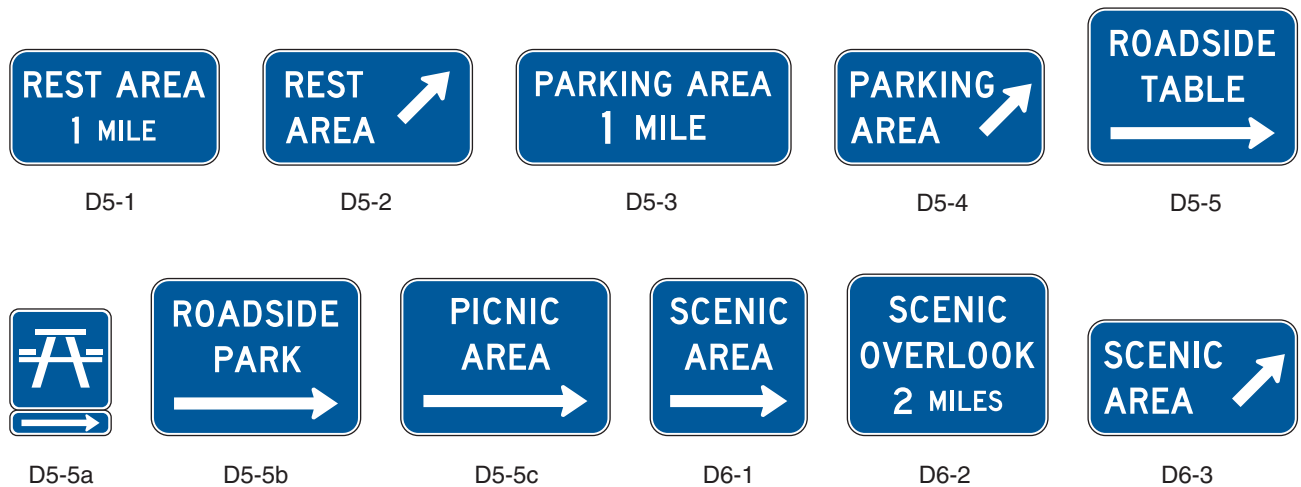 REST AREA
1 MILE
REST
AREA
PARKING AREA
1 MILE
PARKING
AREA
ROADSIDE
TABLE
D5-1
D5-2
D5-3
D5-4
D5-5
ROADSIDE
PARK
PICNIC
AREA
SCENIC
AREA
SCENIC
OVERLOOK
2 MILES
SCENIC
AREA
D5-5a
D5-5b
D5-5c
D6-1
D6-2
D6-3